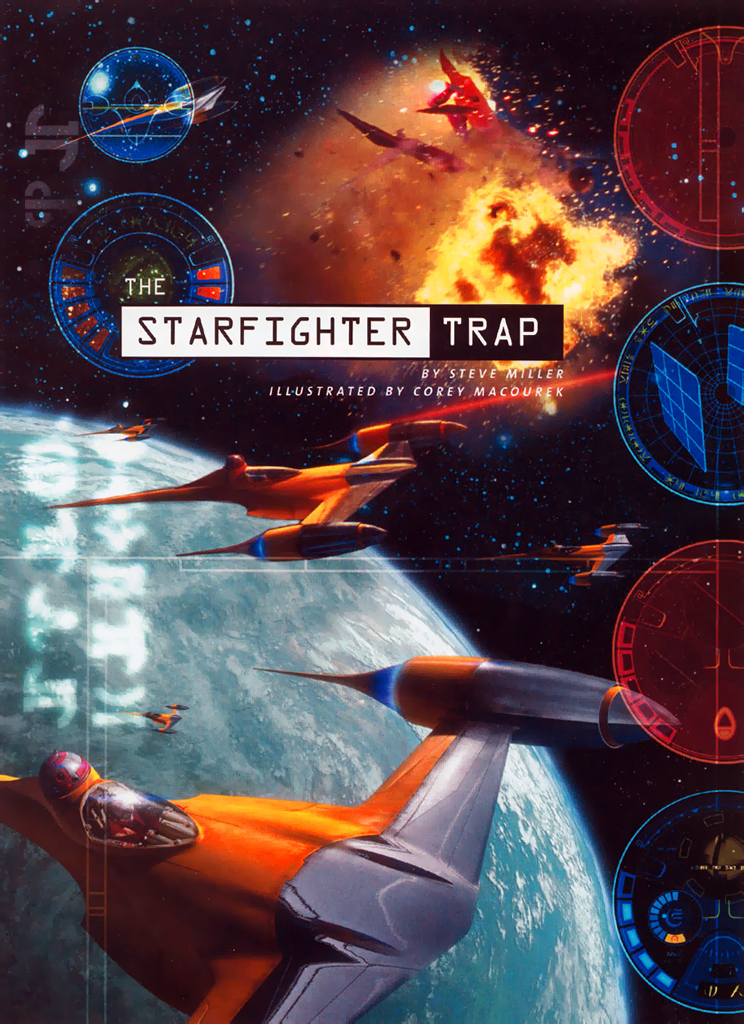 THE
STARFIGHTER TRAP
BY STEVE MILLER
ILLUSTRATED BY COREY MACOUREK